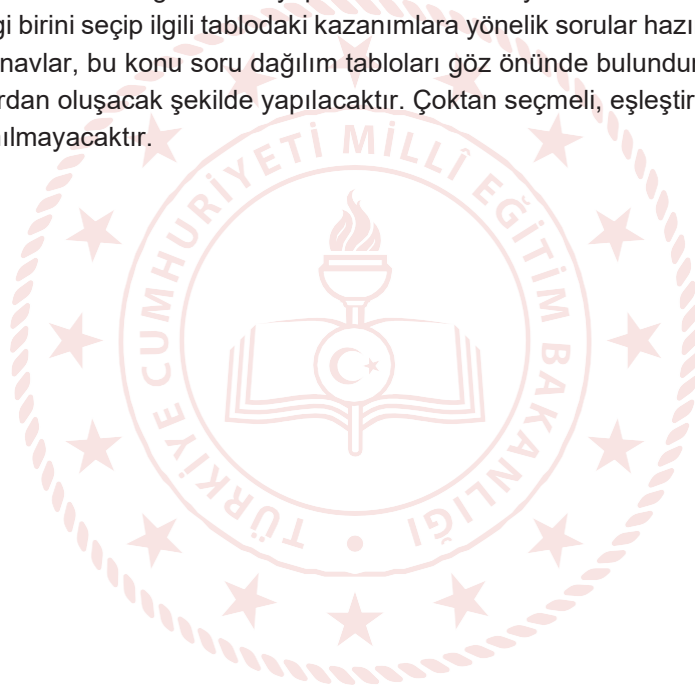 gi birini seçip ilgili tablodaki kazanımlara yönelik sorular hazı
navlar, bu konu soru dağılım tabloları göz önünde bulundur
rdan oluşacak şekilde yapılacaktır. Çoktan seçmeli, eşleştir
ılmayacaktır.
TÜRKİYE CUMHURİYETİ MİLLÎ EĞİTİM BAKANLIĞI